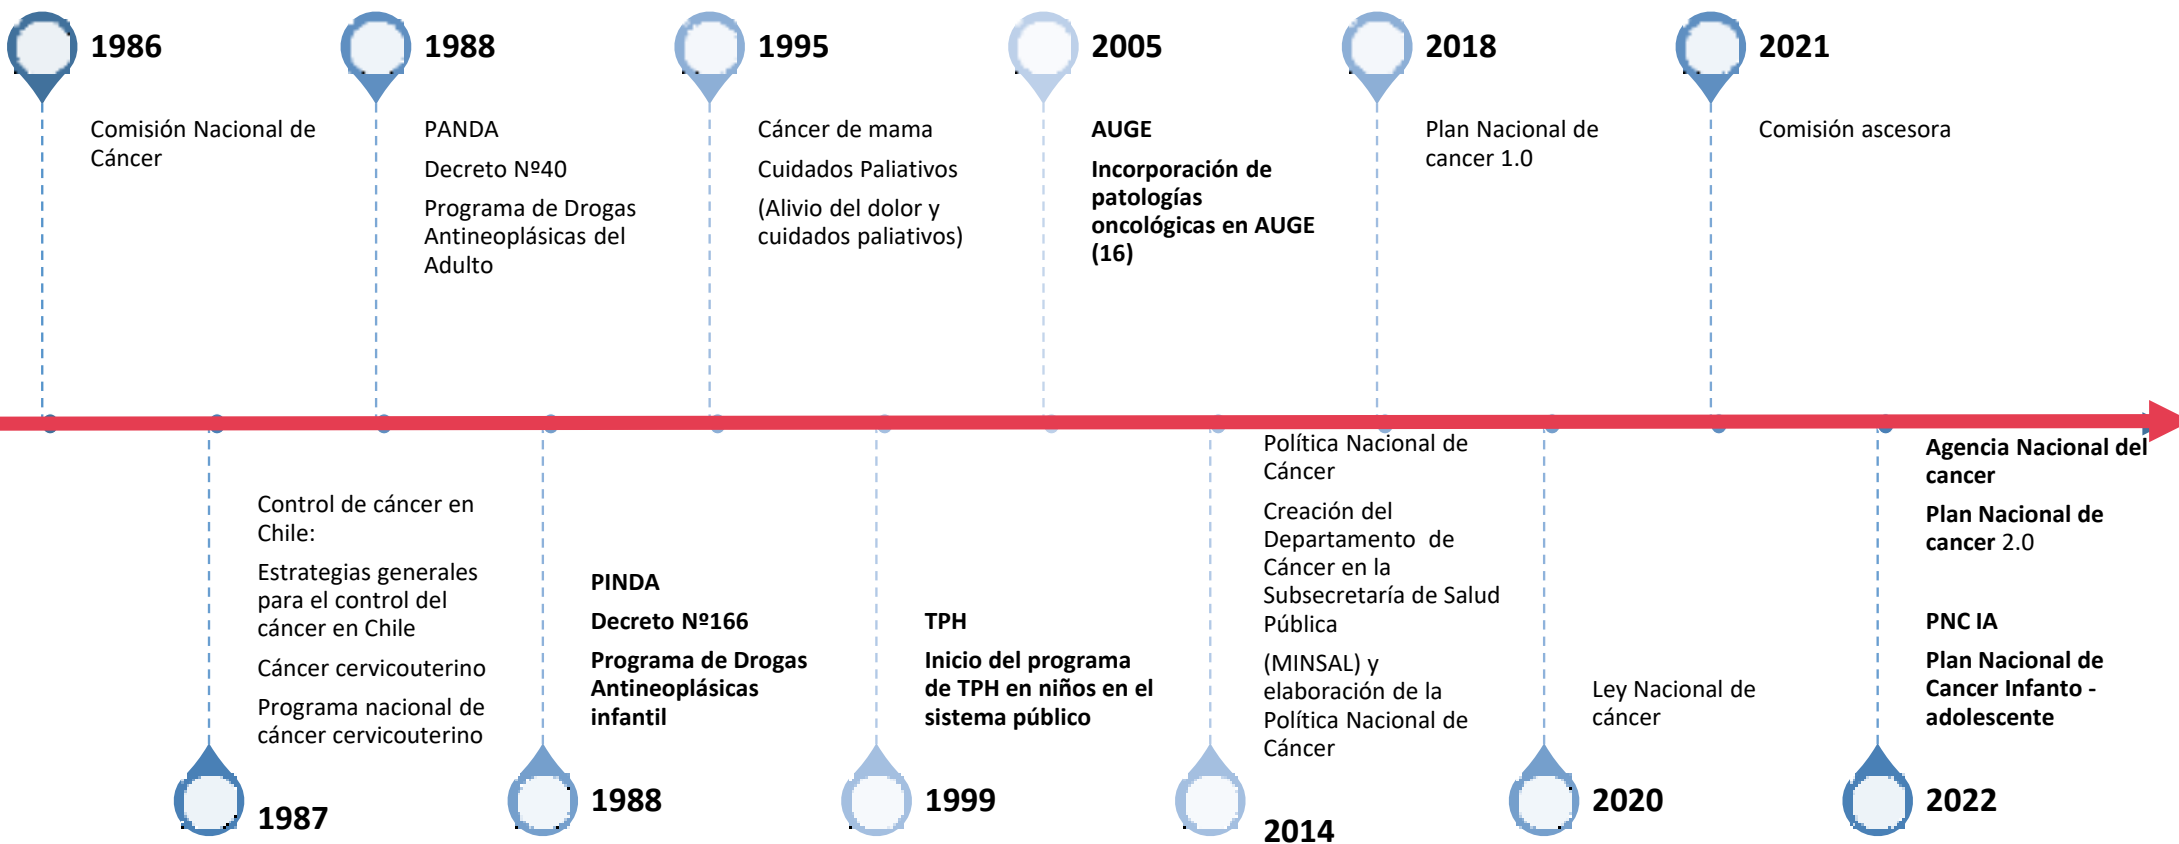 1986
Comisión Nacional de
Cáncer
1988
PANDA
Decreto Nº40
Programa de Drogas
Antineoplásicas del
Adulto
1995
Cáncer de mama
Cuidados Paliativos
(Alivio del dolor y
cuidados paliativos)
2005
AUGE
Incorporación de
patologías
oncológicas en AUGE
(16)
2018
Plan Nacional de
cancer 1.0
2021
Comisión ascesora
Control de cáncer en
Chile:
Estrategias generales
para el control del
cáncer en Chile
Cáncer cervicouterino
Programa nacional de
cáncer cervicouterino
1987
PINDA
Decreto Nº166
Programa de Drogas
Antineoplásicas
infantil
1988
TPH
Inicio del programa
de TPH en niños en el
sistema público
1999
Política Nacional de
Cáncer
Creación del
Departamento de
Cáncer en la
Subsecretaría de Salud
Pública
(MINSAL) y
elaboración de la
Política Nacional de
Cáncer
2014
Ley Nacional de
cáncer
2020
Agencia Nacional del
cancer
Plan Nacional de
cancer 2.0
PNC IA
Plan Nacional de
Cancer Infanto -
adolescente
2022